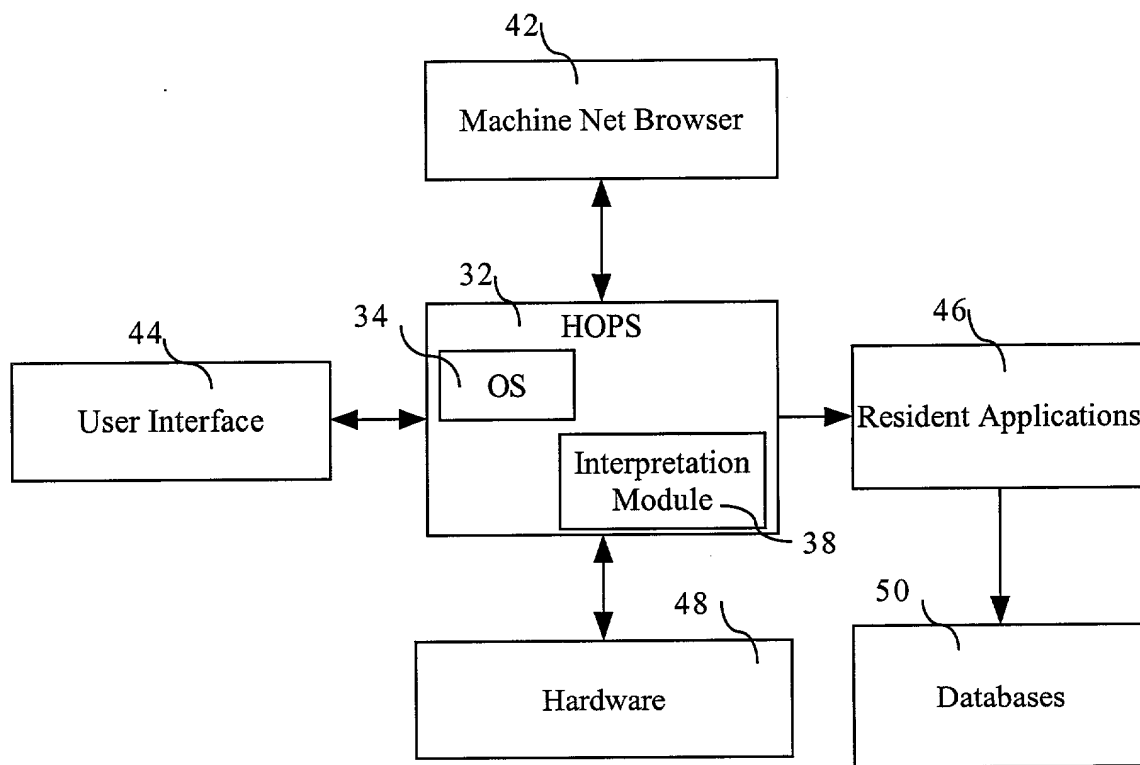 42
Machine Net Browser
32
HOPS
34
OS
44
User Interface
46
Resident Applications
Interpretation
Module
38
48
Hardware
50
Databases